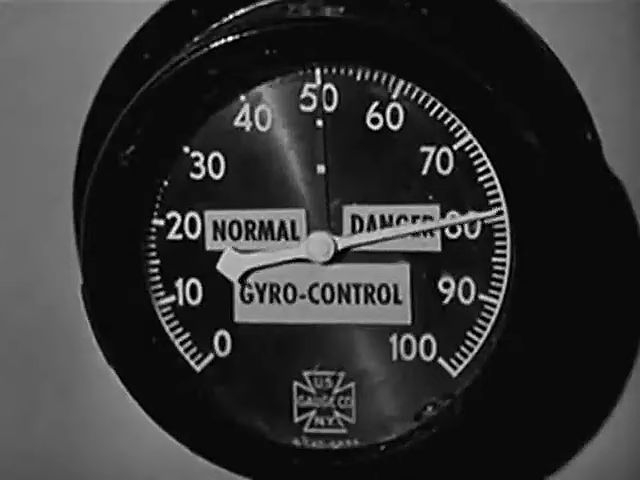 50
40 60
30 70
20 NORMAL DANGER 80
10 GYRO-CONTROL 90
0 100
U.S.
GAUGE CO
N.Y.